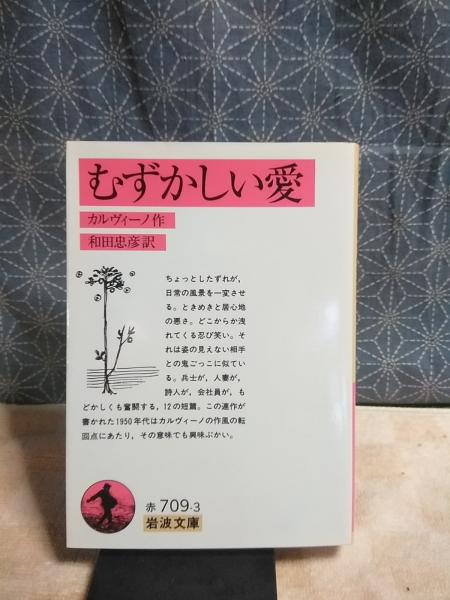 むずかしい愛
カルヴィーノ作
和田忠彦訳
ちょっとしたずれが，
日常の風景を一変させ
る。ときめきと居心地
の悪さ。どこからか洩
れてくる忍び笑い。そ
れは姿の見えない相手
との鬼ごっこに似てい
る。兵士が，人妻が，
詩人が，会社員が，も
どかしくも奮闘する，12の短篇。この連作が
書かれた1950年代はカルヴィーノの作風の転
回点にあたり，その意味でも興味ぶかい。
赤 709-3
岩波文庫